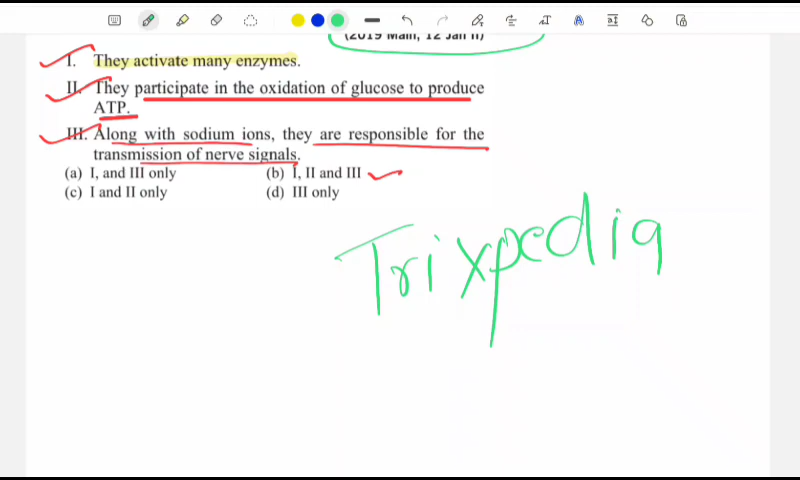 (2019 Main, 12 Jan II)
I. They activate many enzymes.
II. They participate in the oxidation of glucose to produce
ATP.
III. Along with sodium ions, they are responsible for the
transmission of nerve signals.
(a) I, and III only (b) I, II and III
(c) I and II only (d) III only
Trixpedia